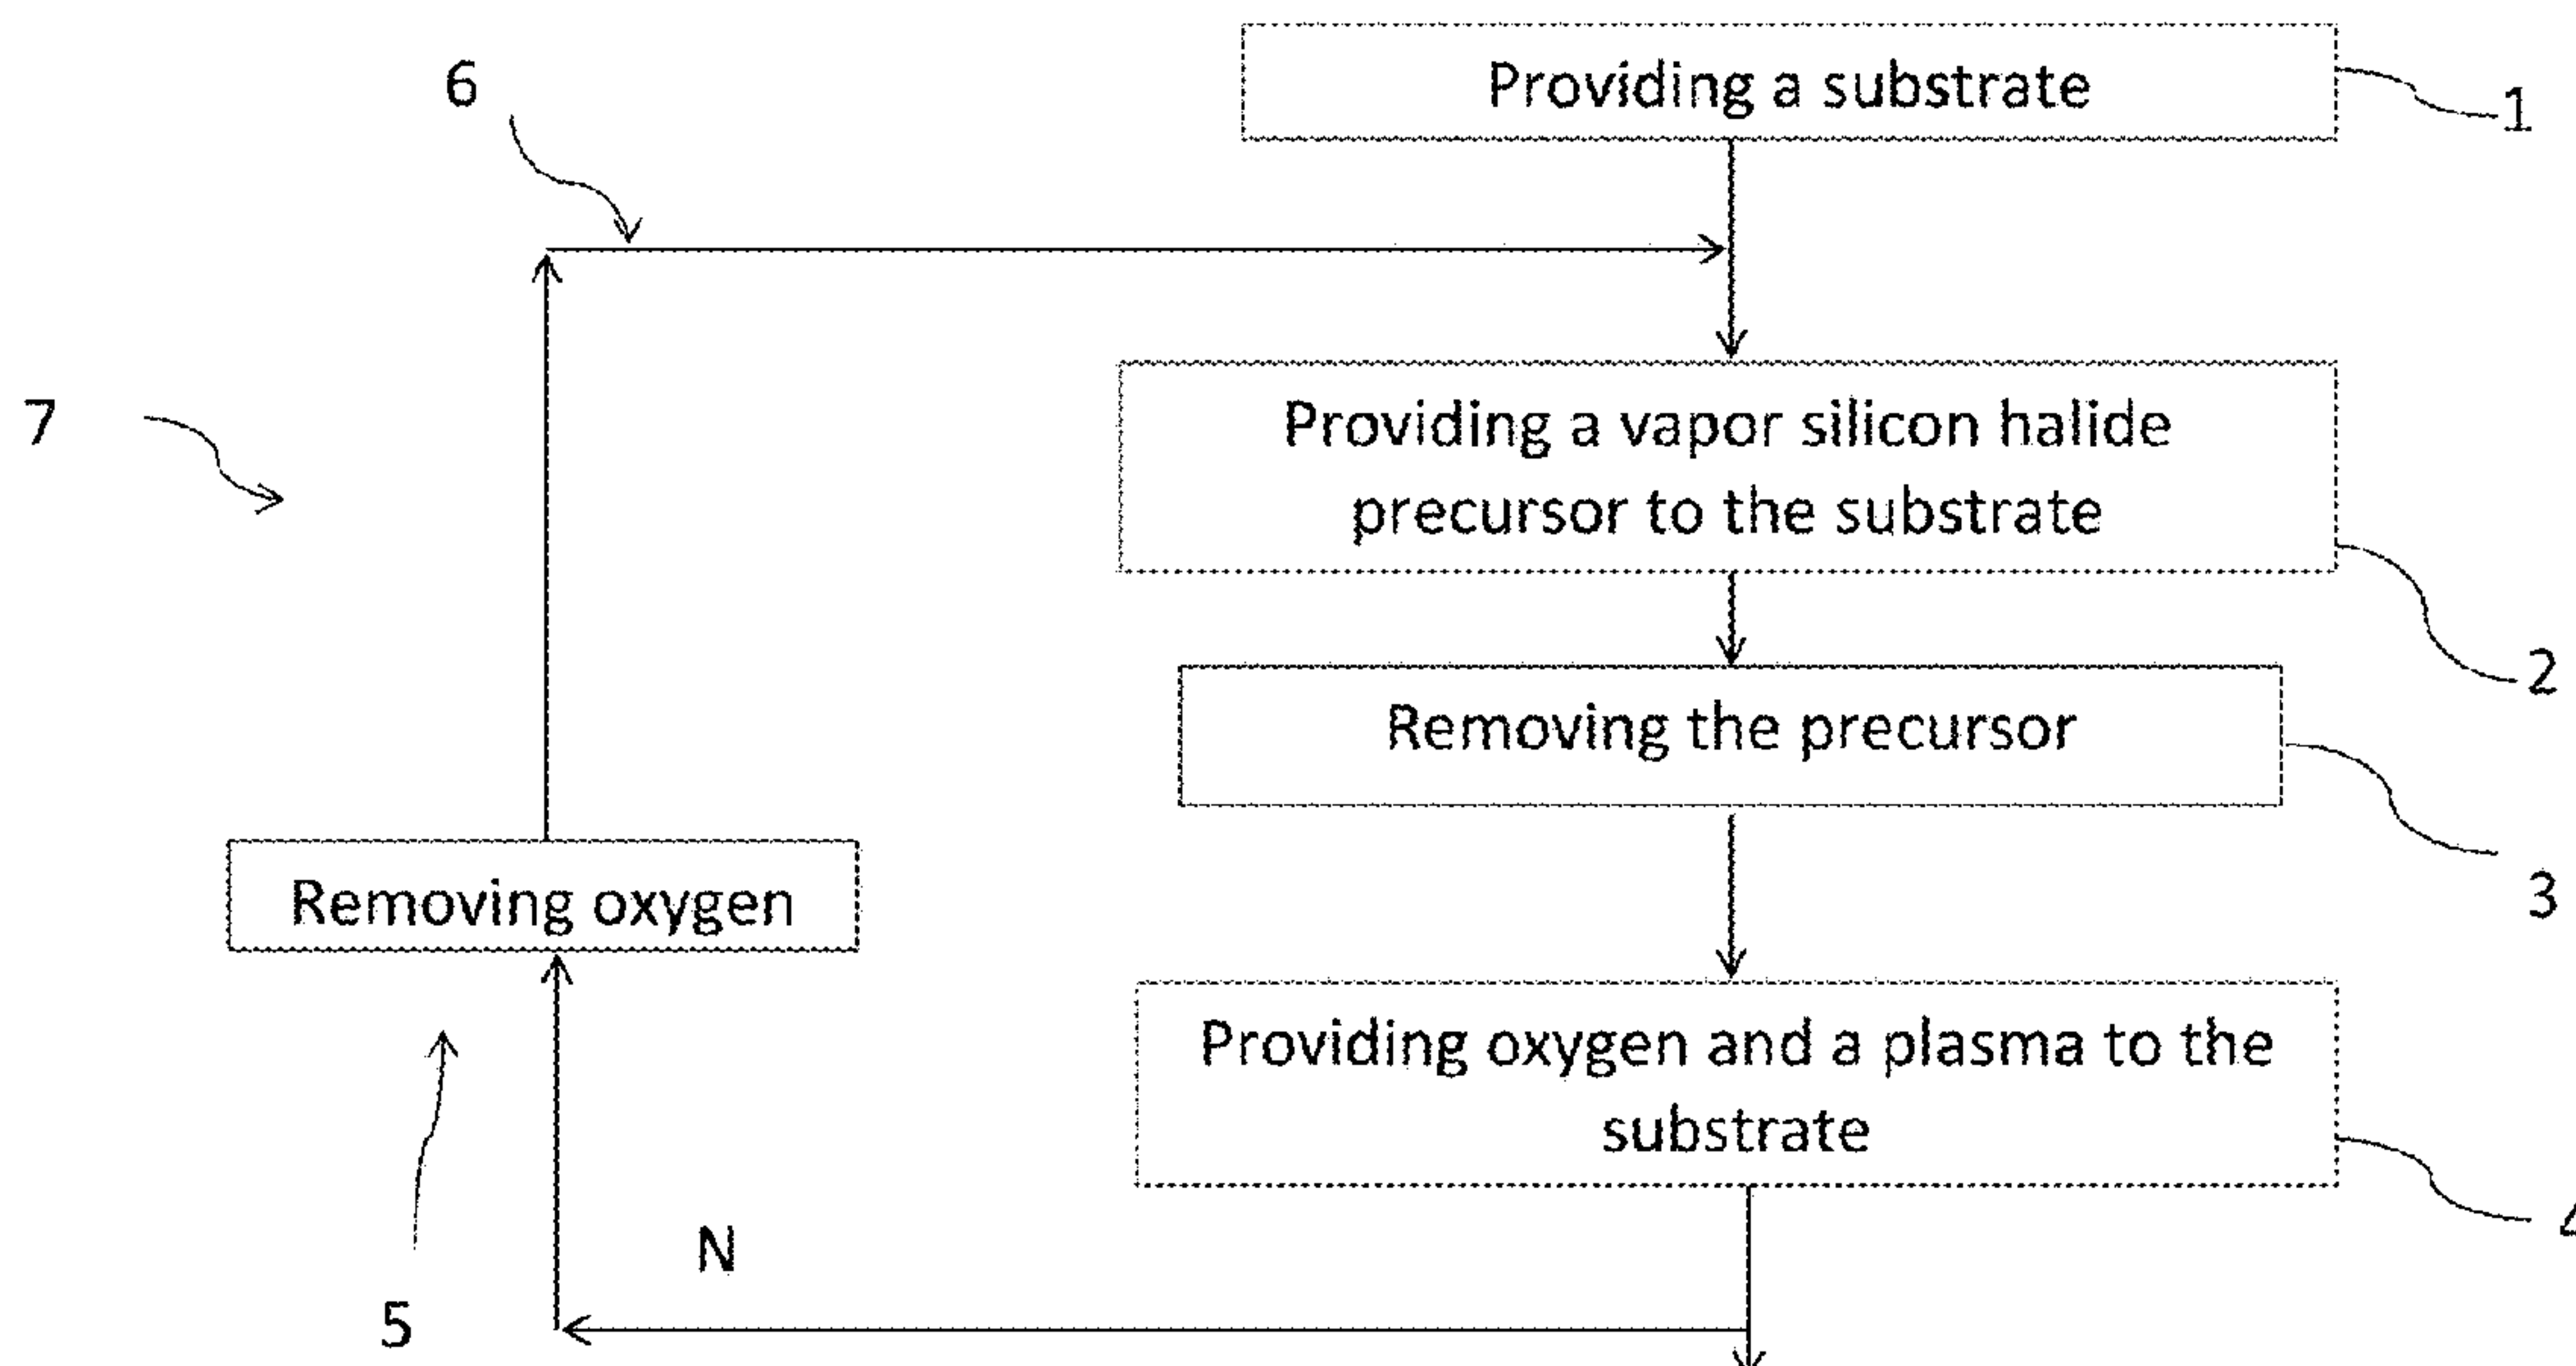 6
Providing a substrate
1
7
Providing a vapor silicon halide
precursor to the substrate
2
Removing the precursor
3
Removing oxygen
Providing oxygen and a plasma to the
substrate
4
N
5